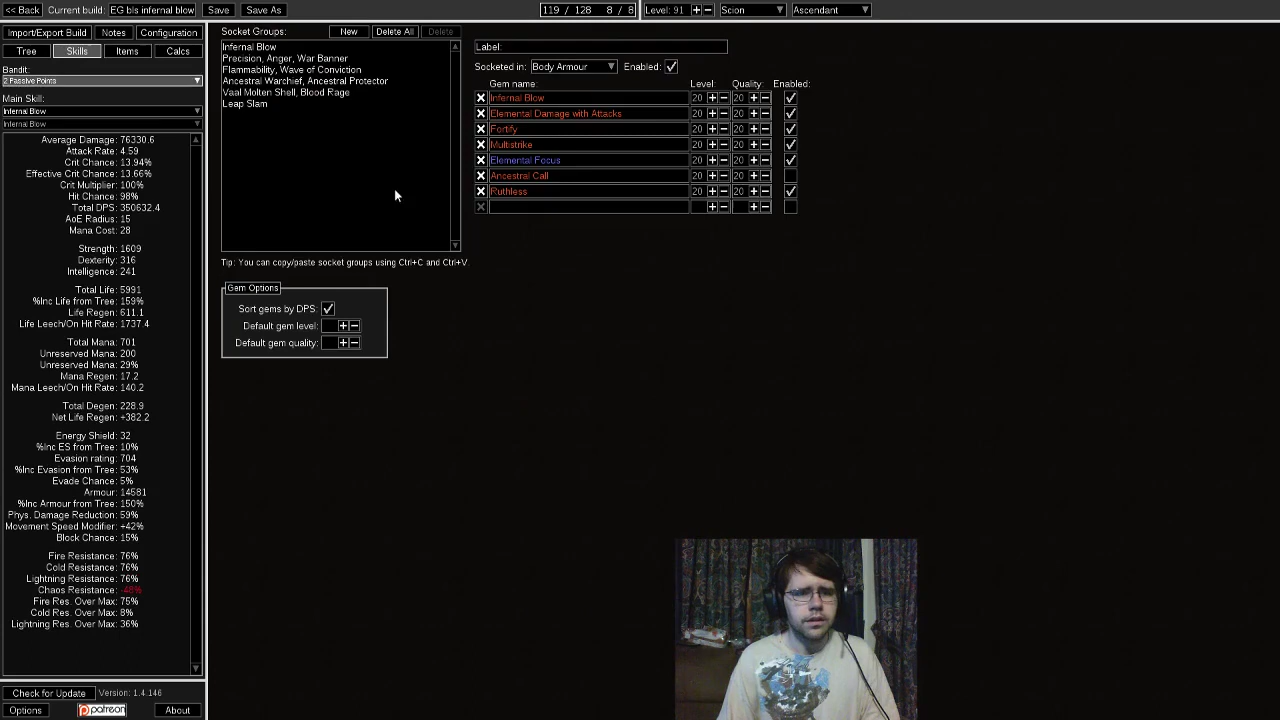 << Back Current build: EG bls infernal blow Save Save As 119 / 128 8 / 8 Level: 91 + − Scion Ascendant
Import/Export Build Notes Configuration
Tree Skills Items Calcs
Bandit:
2 Passive Points
Main Skill:
Infernal Blow
Infernal Blow
Average Damage: 76330.6
Attack Rate: 4.59
Crit Chance: 13.94%
Effective Crit Chance: 13.66%
Crit Multiplier: 100%
Hit Chance: 98%
Total DPS: 350632.4
AoE Radius: 15
Mana Cost: 28
Strength: 1609
Dexterity: 316
Intelligence: 241
Total Life: 5991
%Inc Life from Tree: 159%
Life Regen: 611.1
Life Leech/On Hit Rate: 1737.4
Total Mana: 701
Unreserved Mana: 200
Unreserved Mana: 29%
Mana Regen: 17.2
Mana Leech/On Hit Rate: 140.2
Total Degen: 228.9
Net Life Regen: +382.2
Energy Shield: 32
%Inc ES from Tree: 10%
Evasion rating: 704
%Inc Evasion from Tree: 53%
Evade Chance: 5%
Armour: 14581
%Inc Armour from Tree: 150%
Phys. Damage Reduction: 59%
Movement Speed Modifier: +42%
Block Chance: 15%
Fire Resistance: 76%
Cold Resistance: 76%
Lightning Resistance: 76%
Chaos Resistance: -46%
Fire Res. Over Max: 75%
Cold Res. Over Max: 8%
Lightning Res. Over Max: 36%
Check for Update Version: 1.4.146
Options patreon About
Socket Groups: New Delete All Delete
Infernal Blow
Precision, Anger, War Banner
Flammability, Wave of Conviction
Ancestral Warchief, Ancestral Protector
Vaal Molten Shell, Blood Rage
Leap Slam
Tip: You can copy/paste socket groups using Ctrl+C and Ctrl+V.
Gem Options
Sort gems by DPS:
Default gem level: + −
Default gem quality: + −
Label:
Socketed in: Body Armour Enabled:
Gem name: Level: Quality: Enabled:
Infernal Blow 20 + − 20 + −
Elemental Damage with Attacks 20 + − 20 + −
Fortify 20 + − 20 + −
Multistrike 20 + − 20 + −
Elemental Focus 20 + − 20 + −
Ancestral Call 20 + − 20 + −
Ruthless 20 + − 20 + −
+ − + −